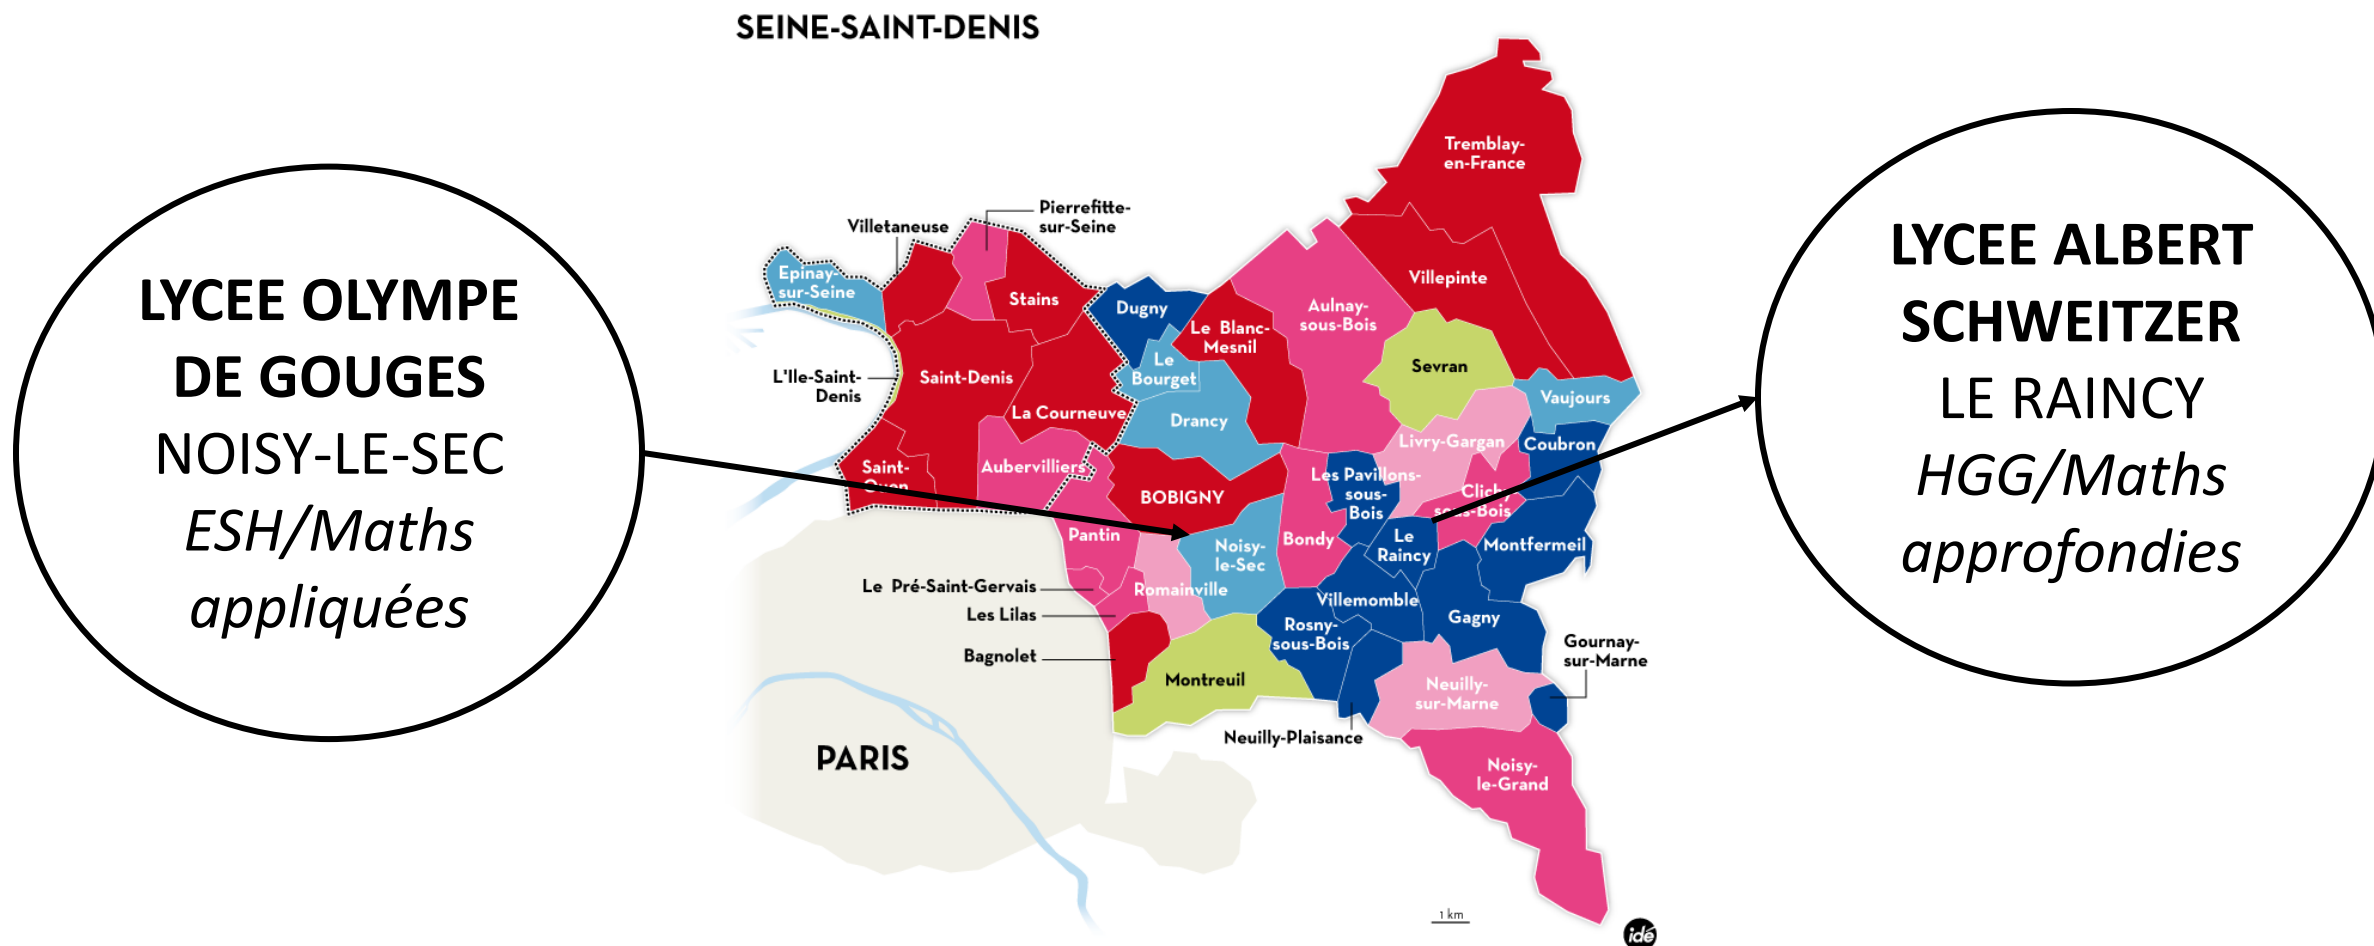 SEINE-SAINT-DENIS
LYCEE OLYMPE
DE GOUGES
NOISY-LE-SEC
ESH/Maths
appliquées
Tremblay-
en-France
Pierrefitte-
sur-Seine
Villetaneuse
Epinay-
sur-Seine
Stains
Dugny
Villepinte
Aulnay-
sous-Bois
Le Blanc-
Mesnil
Le
Bourget
Sevran
L'Ile-Saint-
Denis
Saint-Denis
La Courneuve
Drancy
Vaujours
Livry-Gargan
Coubron
Saint-
Ouen
Aubervilliers
BOBIGNY
Les Pavillons-
sous-
Bois
Clichy-
sous-Bois
Pantin
Noisy-
le-Sec
Bondy
Le
Raincy
Montfermeil
Le Pré-Saint-Gervais
Romainville
Villemomble
Les Lilas
Rosny-
sous-Bois
Gagny
Bagnolet
Montreuil
Neuilly-
sur-Marne
Gournay-
sur-Marne
Neuilly-Plaisance
PARIS
Noisy-
le-Grand
1 km
idé
LYCEE ALBERT
SCHWEITZER
LE RAINCY
HGG/Maths
approfondies